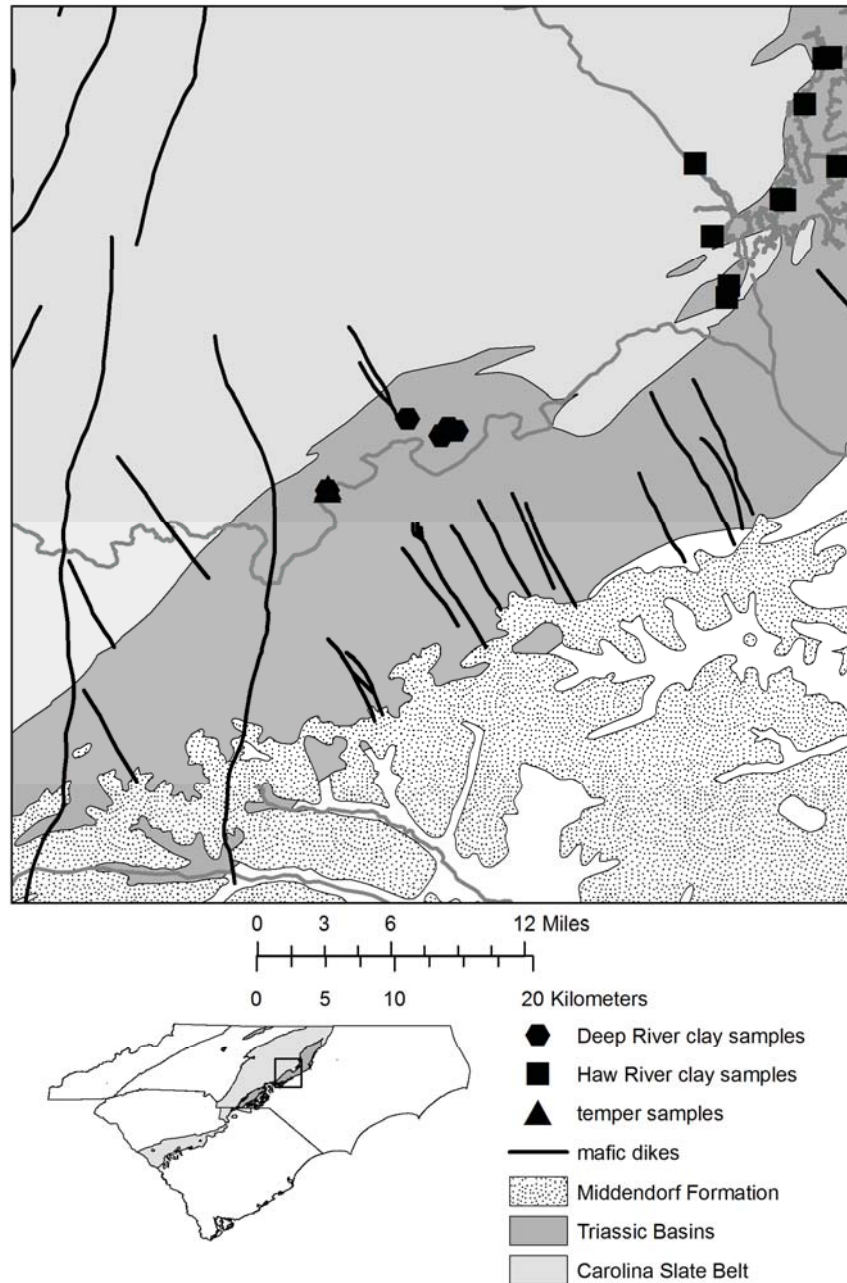 0 3 6 12 Miles
0 5 10 20 Kilometers
Deep River clay samples
Haw River clay samples
temper samples
mafic dikes
Middendorf Formation
Triassic Basins
Carolina Slate Belt